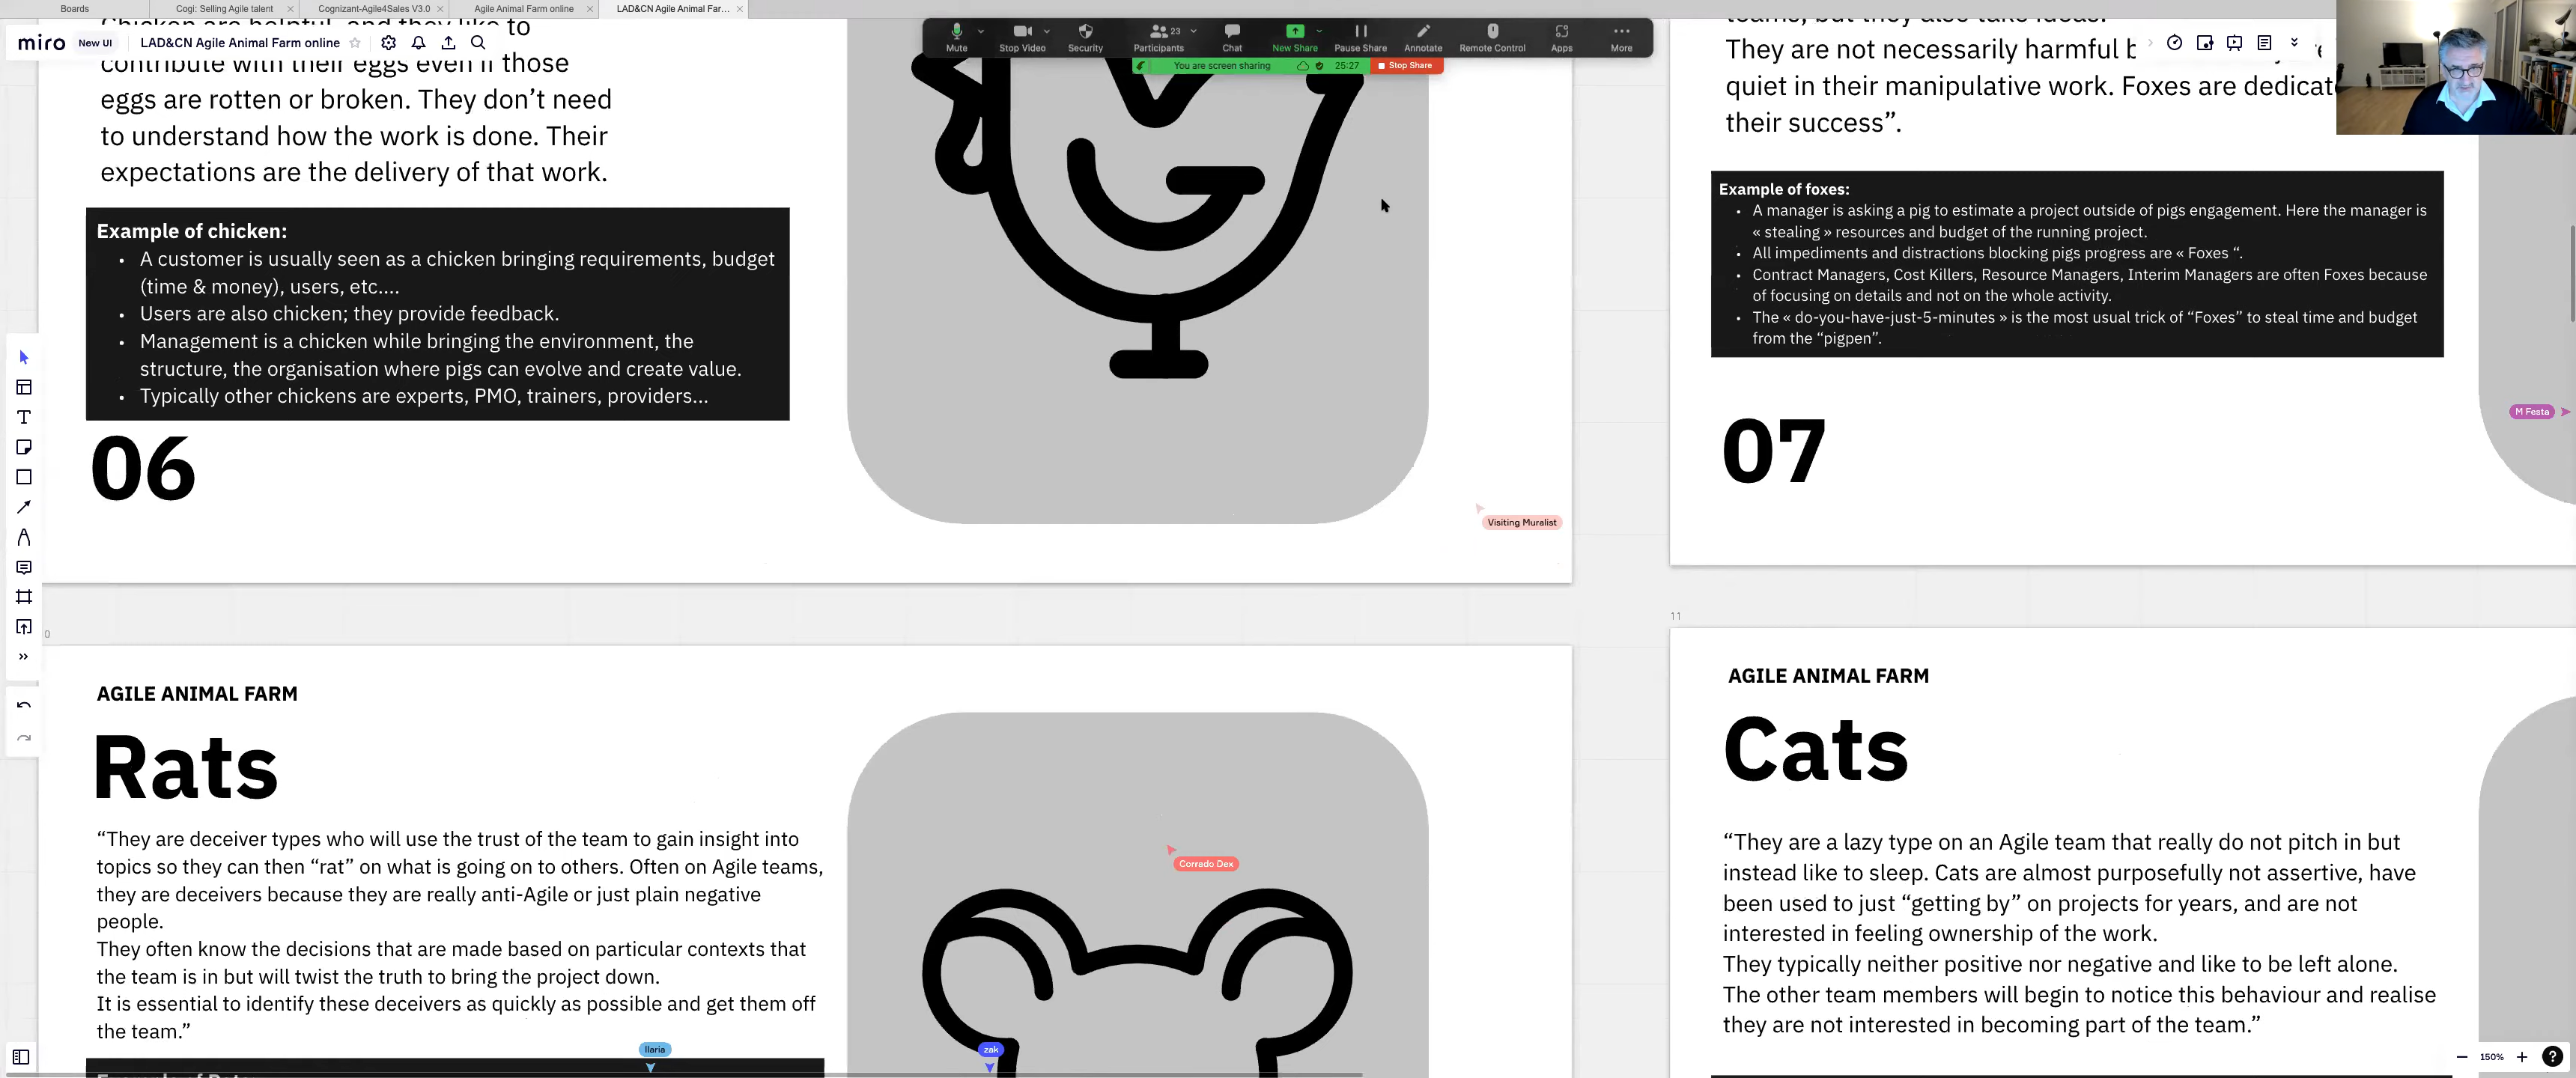 Boards
Cogi: Selling Agile talent
Cognizant-Agile4Sales V3.0
Agile Animal Farm online
LAD&CN Agile Animal Far...
miro
New UI
LAD&CN Agile Animal Farm online
Mute
Stop Video
Security
Participants
23
Chat
New Share
Pause Share
Annotate
Remote Control
Apps
More
You are screen sharing
25:27
Stop Share
Chicken are helpful, and they like to
contribute with their eggs even if those
eggs are rotten or broken. They don’t need
to understand how the work is done. Their
expectations are the delivery of that work.
Example of chicken:
• A customer is usually seen as a chicken bringing requirements, budget
(time & money), users, etc....
• Users are also chicken; they provide feedback.
• Management is a chicken while bringing the environment, the
structure, the organisation where pigs can evolve and create value.
• Typically other chickens are experts, PMO, trainers, providers...
06
Visiting Muralist
teams, but they also take ideas.
They are not necessarily harmful
quiet in their manipulative work. Foxes are
their success”.
Example of foxes:
• A manager is asking a pig to estimate a project outside of pigs engagement. Here the manager is
« stealing » resources and budget of the running project.
• All impediments and distractions blocking pigs progress are « Foxes “.
• Contract Managers, Cost Killers, Resource Managers, Interim Managers are often Foxes because
of focusing on details and not on the whole activity.
• The « do-you-have-just-5-minutes » is the most usual trick of “Foxes” to steal time and budget
from the “pigpen”.
M Festa
07
0
AGILE ANIMAL FARM
Rats
“They are deceiver types who will use the trust of the team to gain insight into
topics so they can then “rat” on what is going on to others. Often on Agile teams,
they are deceivers because they are really anti-Agile or just plain negative
people.
They often know the decisions that are made based on particular contexts that
the team is in but will twist the truth to bring the project down.
It is essential to identify these deceivers as quickly as possible and get them off
the team.”
Corrado Dex
Ilaria
zak
11
AGILE ANIMAL FARM
Cats
“They are a lazy type on an Agile team that really do not pitch in but
instead like to sleep. Cats are almost purposefully not assertive, have
been used to just “getting by” on projects for years, and are not
interested in feeling ownership of the work.
They typically neither positive nor negative and like to be left alone.
The other team members will begin to notice this behaviour and realise
they are not interested in becoming part of the team.”
150%